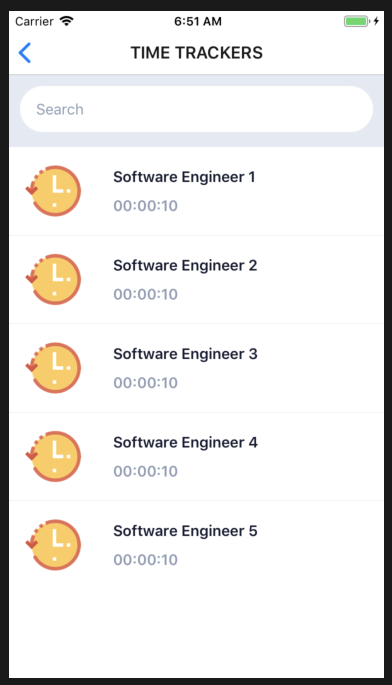 Carrier 6:51 AM
TIME TRACKERS
Search
Software Engineer 1
00:00:10
Software Engineer 2
00:00:10
Software Engineer 3
00:00:10
Software Engineer 4
00:00:10
Software Engineer 5
00:00:10